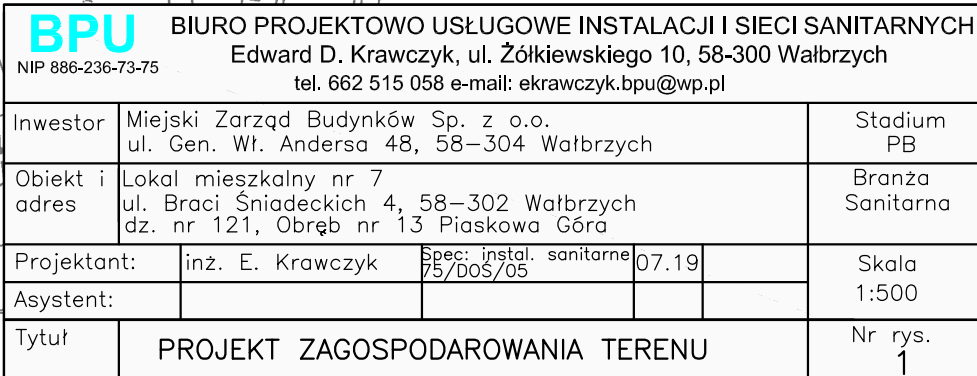 BPU
NIP 886-236-73-75
BIURO PROJEKTOWO USŁUGOWE INSTALACJI I SIECI SANITARNYCH
Edward D. Krawczyk, ul. Żółkiewskiego 10, 58-300 Wałbrzych
tel. 662 515 058 e-mail: ekrawczyk.bpu@wp.pl
Inwestor
Miejski Zarząd Budynków Sp. z o.o.
ul. Gen. Wł. Andersa 48, 58-304 Wałbrzych
Stadium
PB
Obiekt i
adres
Lokal mieszkalny nr 7
ul. Braci Śniadeckich 4, 58-302 Wałbrzych
dz. nr 121, Obręb nr 13 Piaskowa Góra
Branża
Sanitarna
Projektant:
inż. E. Krawczyk
Spec: instal. sanitarne
75/DOŚ/05
07.19
Asystent:
Skala
1:500
Tytuł
PROJEKT ZAGOSPODAROWANIA TERENU
Nr rys.
1